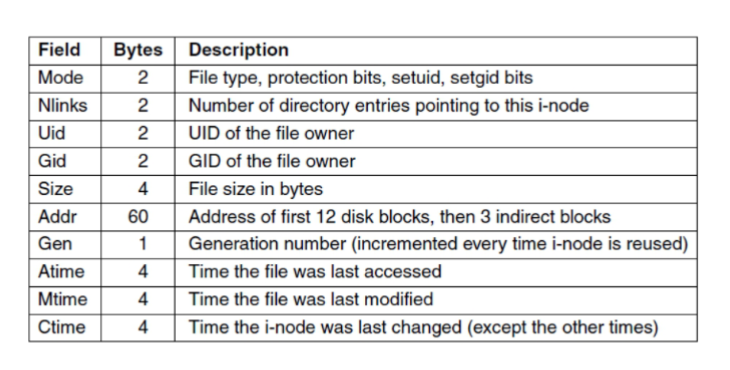 Field Bytes Description
Mode 2 File type, protection bits, setuid, setgid bits
Nlinks 2 Number of directory entries pointing to this i-node
Uid 2 UID of the file owner
Gid 2 GID of the file owner
Size 4 File size in bytes
Addr 60 Address of first 12 disk blocks, then 3 indirect blocks
Gen 1 Generation number (incremented every time i-node is reused)
Atime 4 Time the file was last accessed
Mtime 4 Time the file was last modified
Ctime 4 Time the i-node was last changed (except the other times)